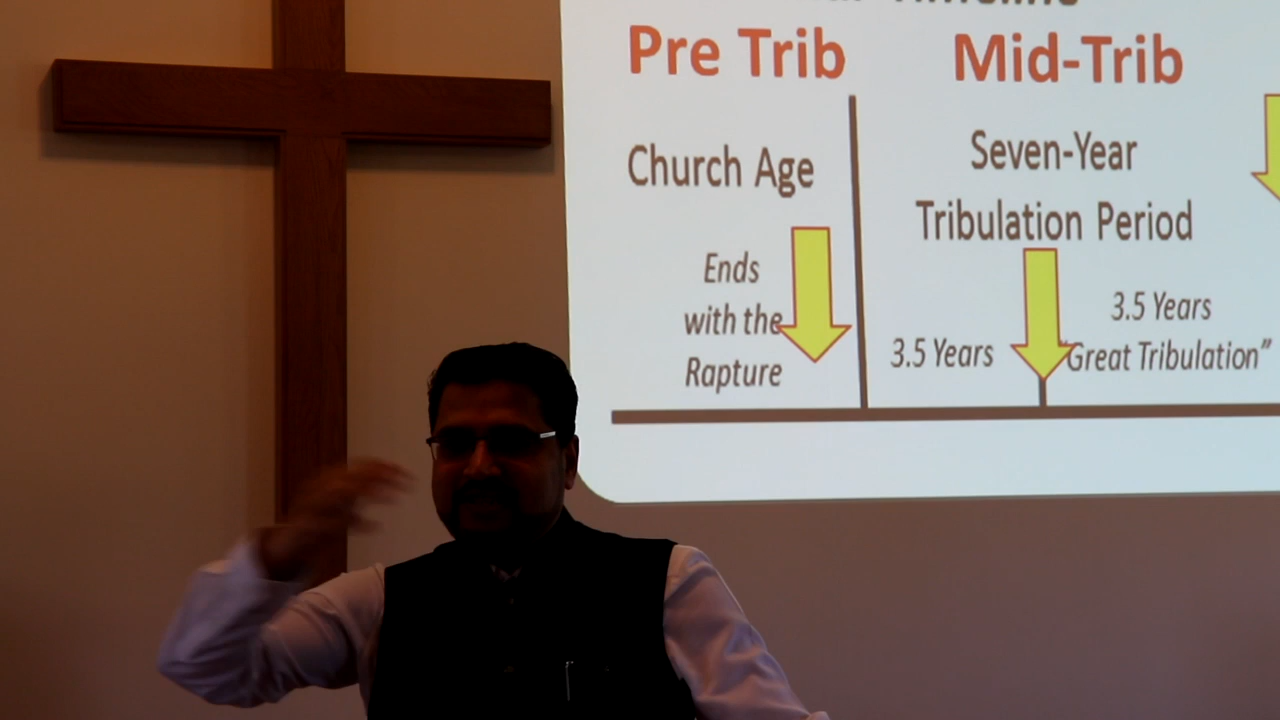 Timeline
Pre Trib
Mid-Trib
Church Age
Seven-Year
Tribulation Period
Ends
with the
Rapture
3.5 Years
3.5 Years
"Great Tribulation"